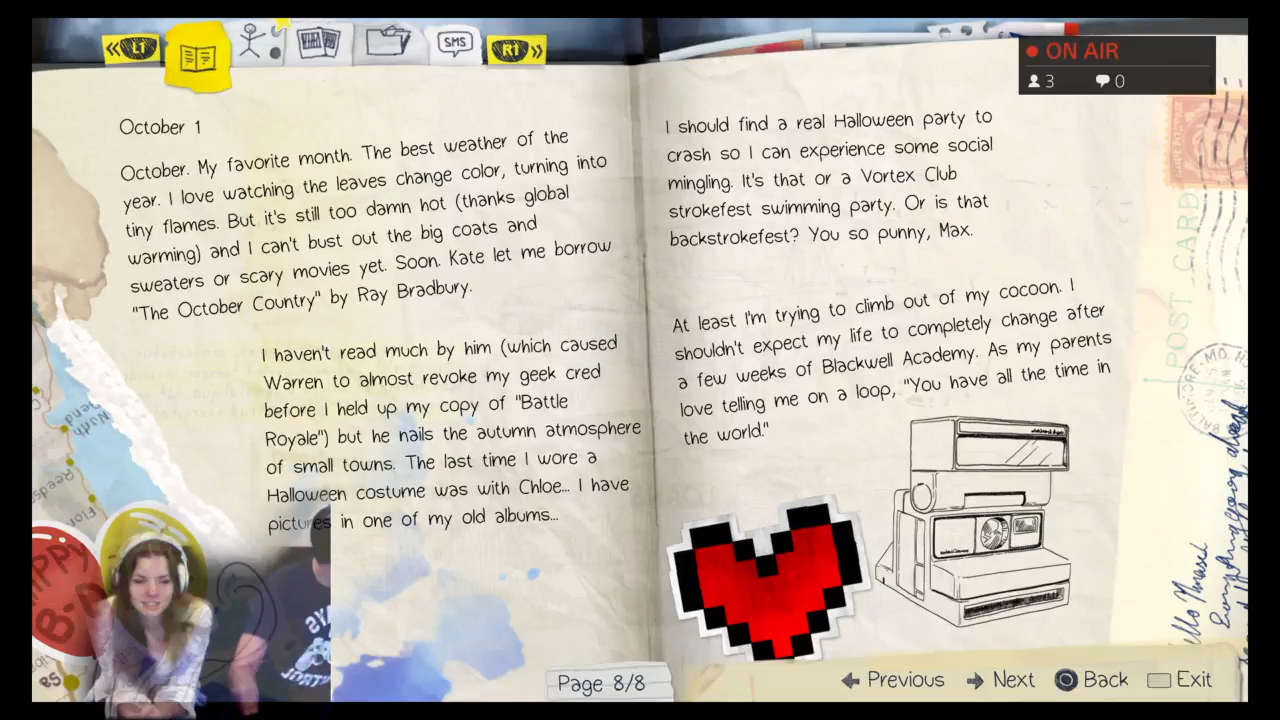 LT
SMS
R1
ON AIR
3
0
October 1
October. My favorite month. The best weather of the
year. I love watching the leaves change color, turning into
tiny flames. But it's still too damn hot (thanks global
warming) and I can't bust out the big coats and
sweaters or scary movies yet. Soon. Kate let me borrow
"The October Country" by Ray Bradbury.
I haven't read much by him (which caused
Warren to almost revoke my geek cred
before I held up my copy of "Battle
Royale") but he nails the autumn atmosphere
of small towns. The last time I wore a
Halloween costume was with Chloe... I have
pictures in one of my old albums...
I should find a real Halloween party to
crash so I can experience some social
mingling. It's that or a Vortex Club
strokefest swimming party. Or is that
backstrokefest? You so punny, Max.
At least I'm trying to climb out of my cocoon. I
shouldn't expect my life to completely change after
a few weeks of Blackwell Academy. As my parents
love telling me on a loop, "You have all the time in
the world."
POST CARD
HAPPY
B-D
Page 8/8
Previous
Next
Back
Exit